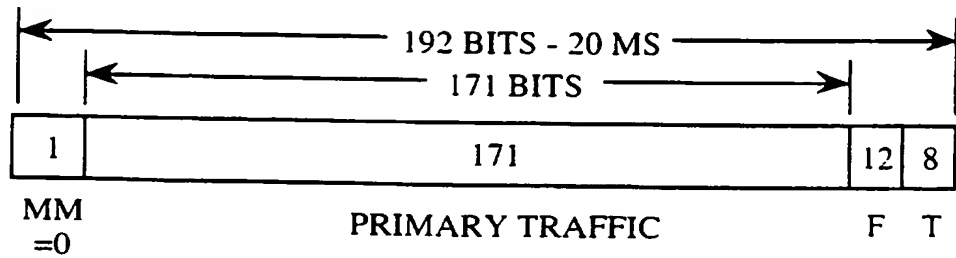 192 BITS - 20 MS
171 BITS
1 171 12 8
MM PRIMARY TRAFFIC F T
=0